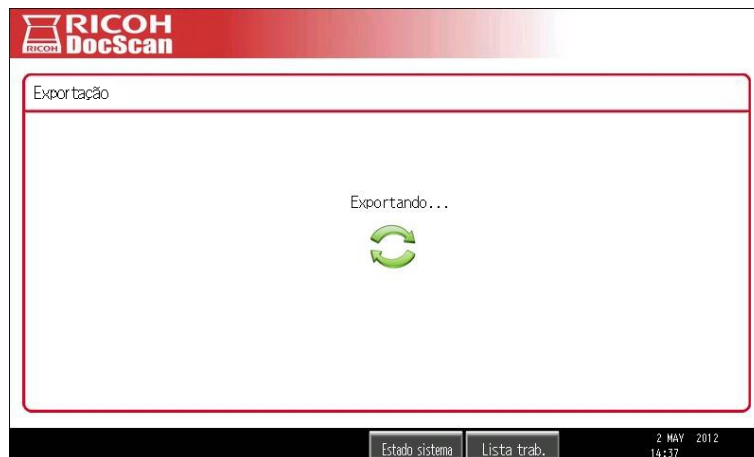 RICOH
RICOH DocScan
Exportação
Exportando...
Estado sistema
Lista trab.
2 MAY 2012
14:37